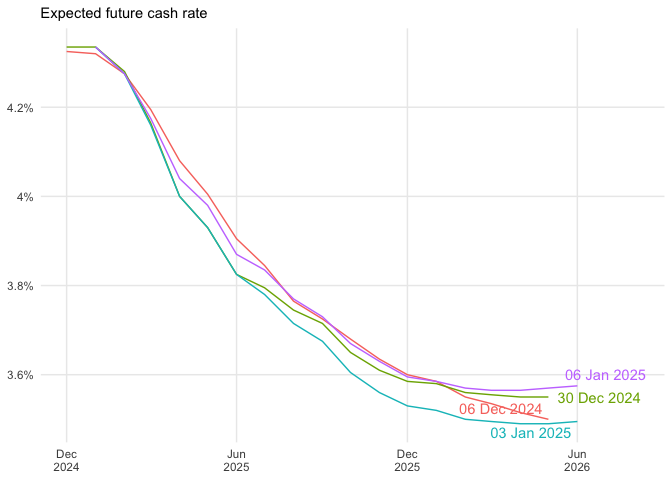 Expected future cash rate
4.2%
4%
3.8%
3.6%
06 Jan 2025
30 Dec 2024
06 Dec 2024
03 Jan 2025
Dec
2024
Jun
2025
Dec
2025
Jun
2026